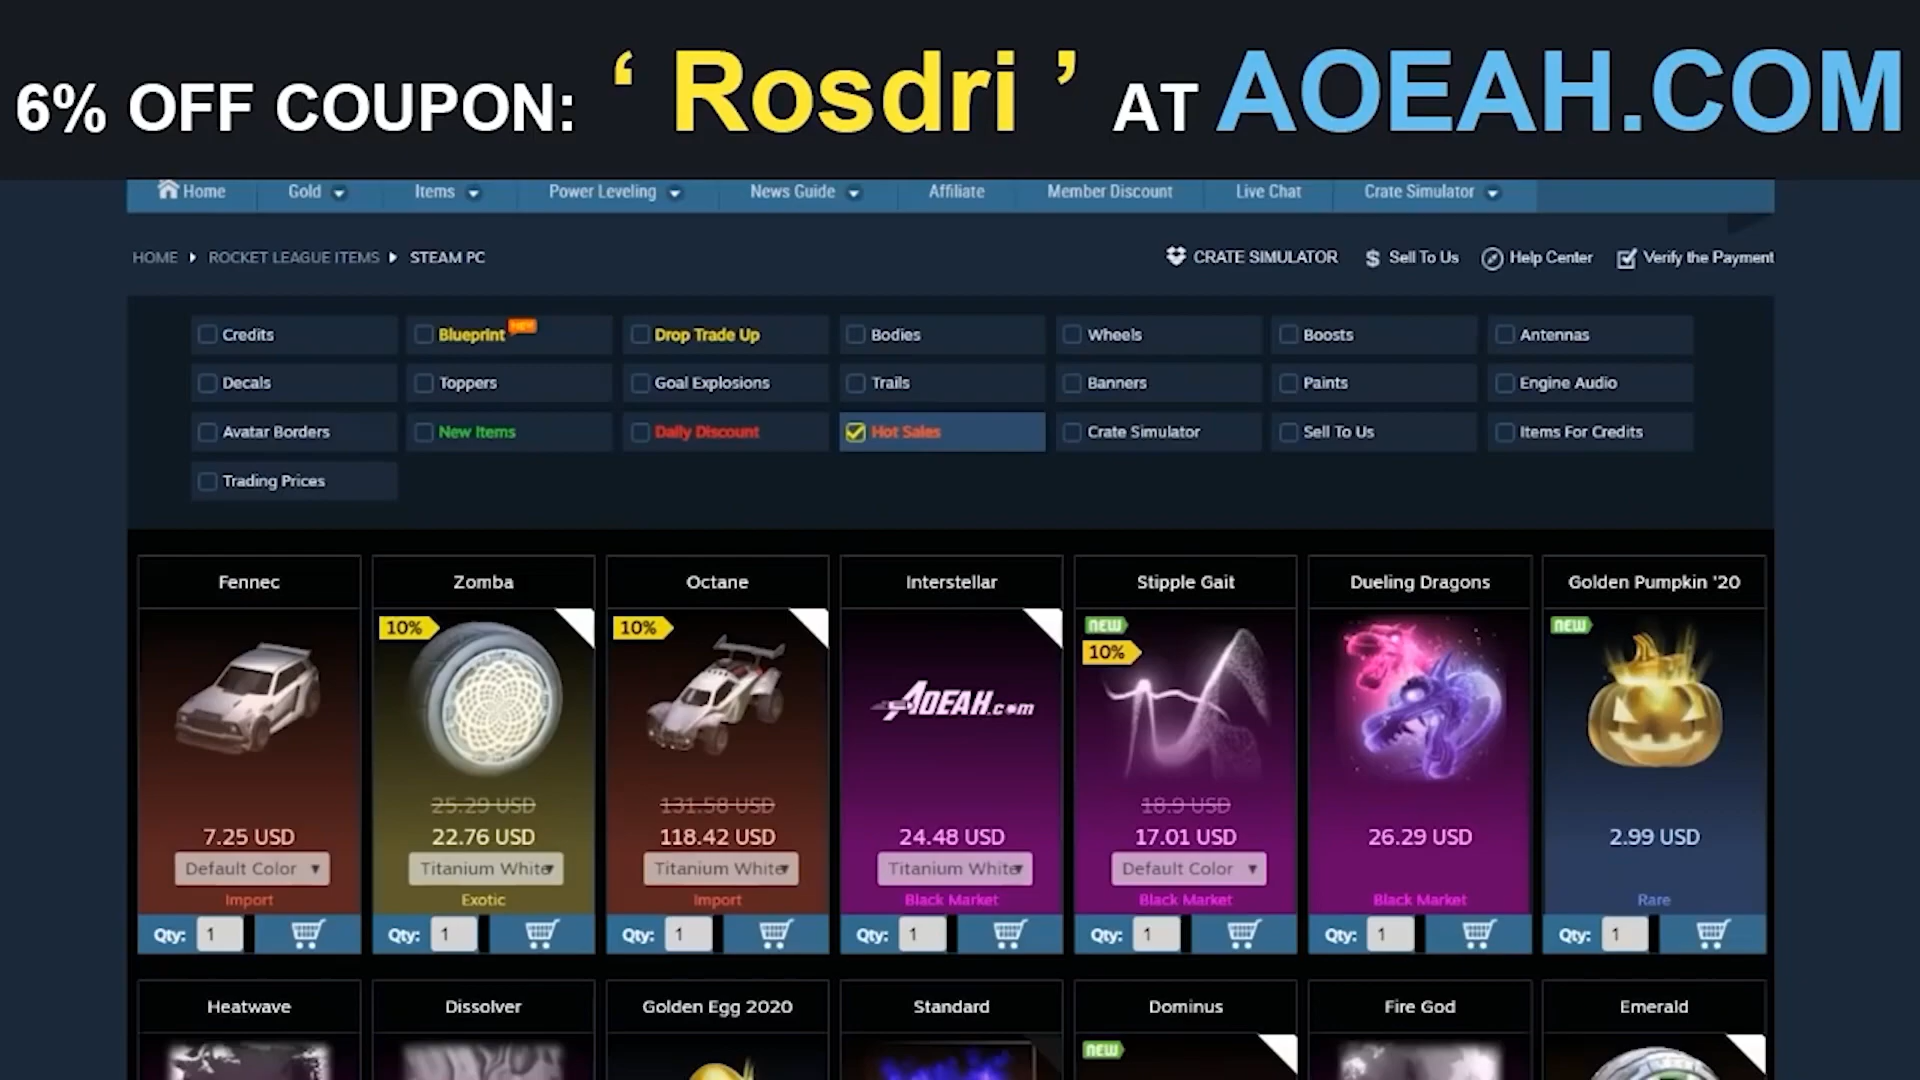 6% OFF COUPON: ‘ Rosdri ’ AT AOEAH.COM
Home Gold Items Power Leveling News Guide Affiliate Member Discount Live Chat Crate Simulator
HOME ROCKET LEAGUE ITEMS STEAM PC CRATE SIMULATOR $ Sell To Us Help Center Verify the Payment
Credits Blueprint NEW Drop Trade Up Bodies Wheels Boosts Antennas
Decals Toppers Goal Explosions Trails Banners Paints Engine Audio
Avatar Borders New Items Daily Discount Hot Sales Crate Simulator Sell To Us Items For Credits
Trading Prices
Fennec Zomba Octane Interstellar Stipple Gait Dueling Dragons Golden Pumpkin '20
10% 10% NEW NEW
10%
AOEAH.com
25.29 USD 131.58 USD 18.9 USD
7.25 USD 22.76 USD 118.42 USD 24.48 USD 17.01 USD 26.29 USD 2.99 USD
Default Color Titanium White Titanium White Titanium White Default Color
Import Exotic Import Black Market Black Market Black Market Rare
Qty: 1 Qty: 1 Qty: 1 Qty: 1 Qty: 1 Qty: 1 Qty: 1
Heatwave Dissolver Golden Egg 2020 Standard Dominus Fire God Emerald
NEW